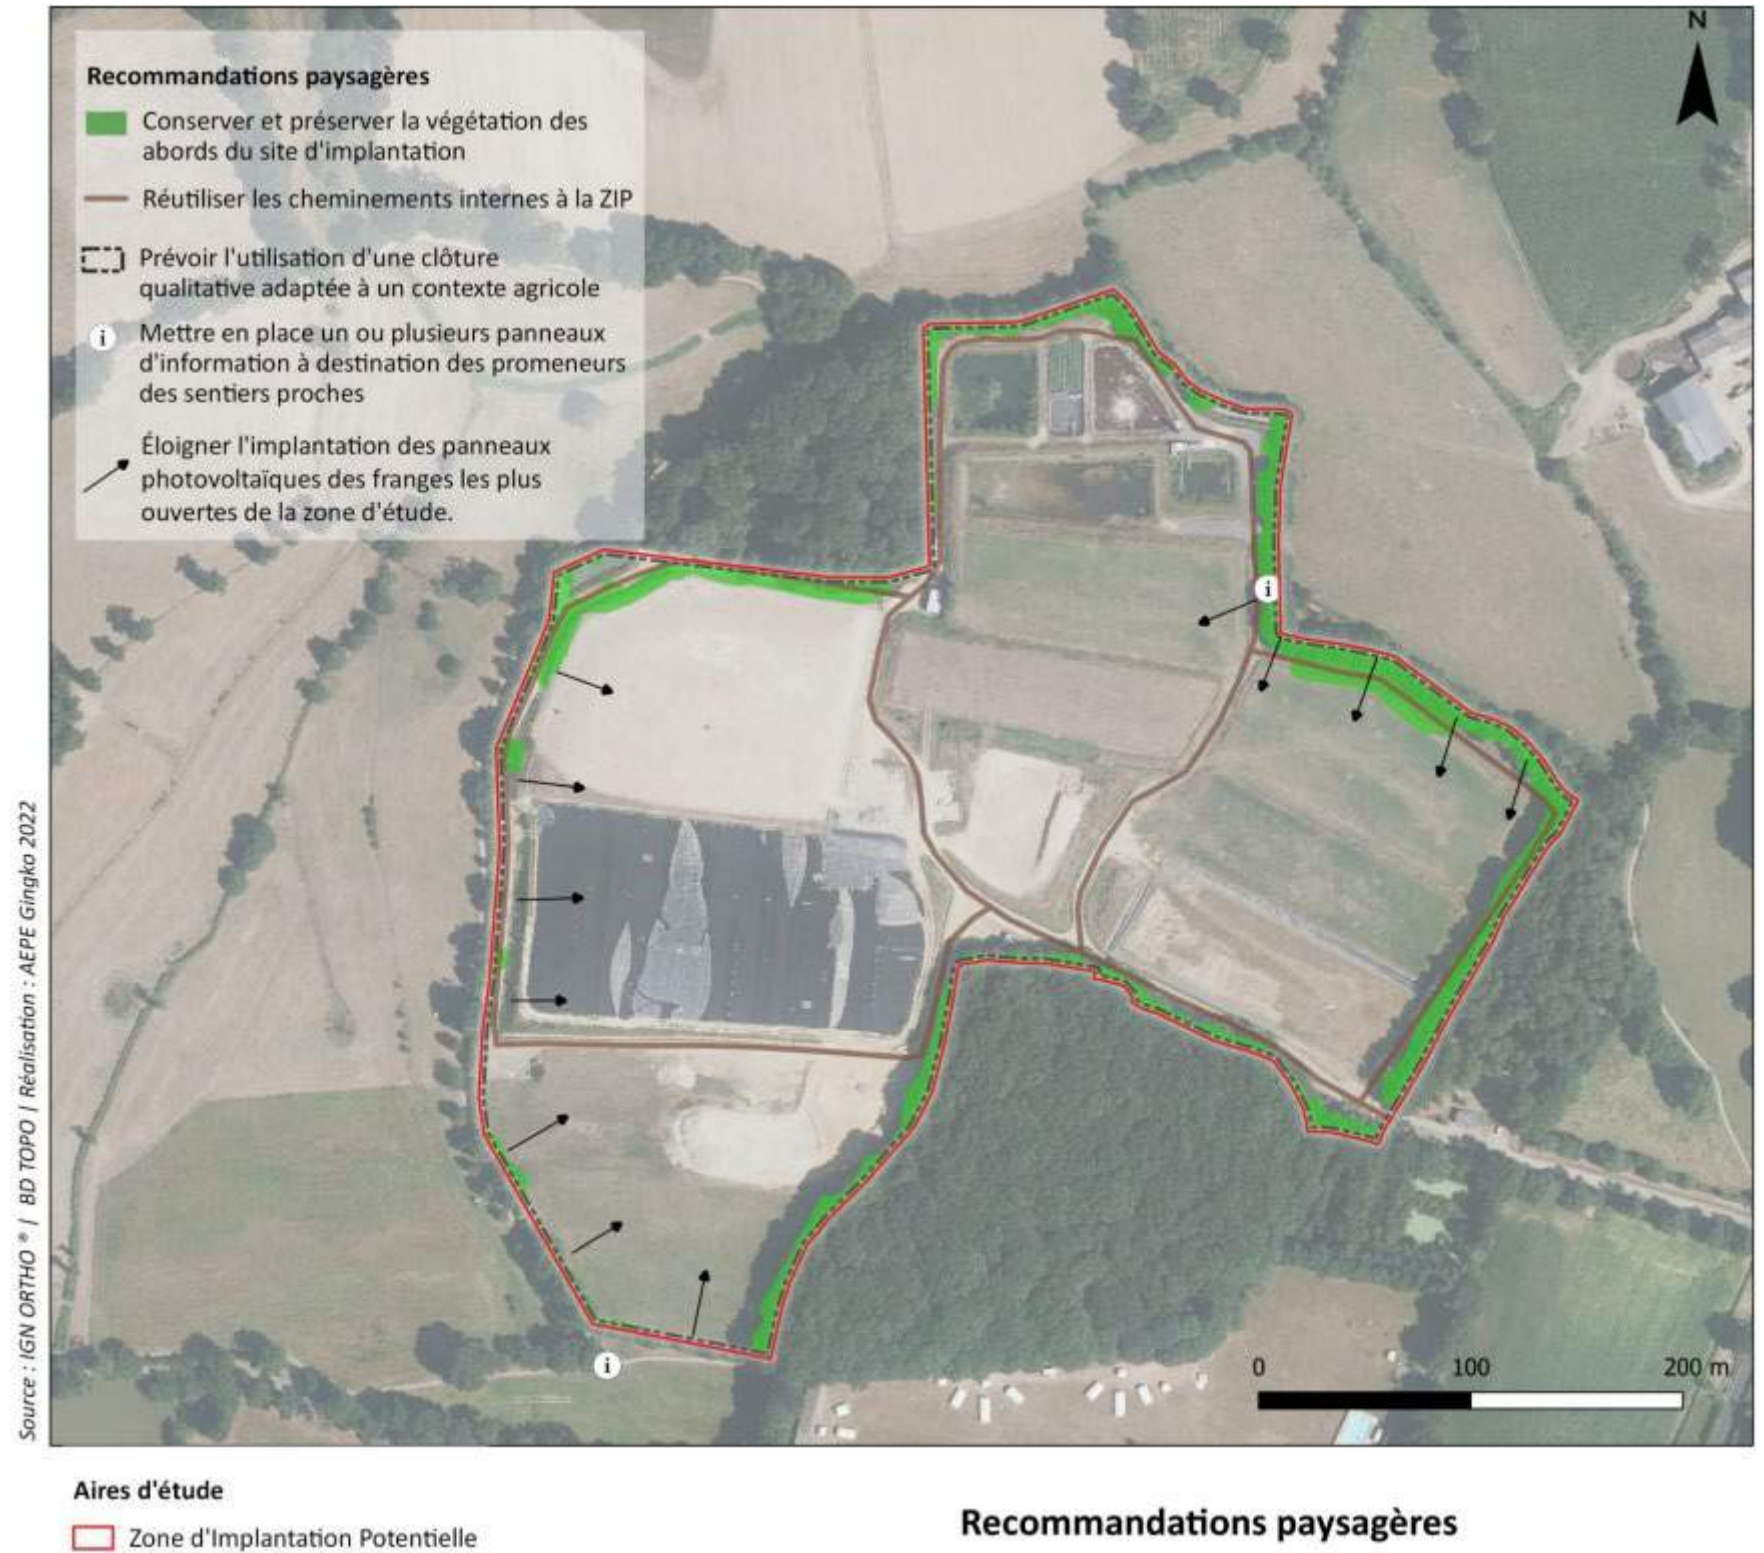 N
Recommandations paysagères
Conserver et préserver la végétation des
abords du site d'implantation
Réutiliser les cheminements internes à la ZIP
Prévoir l'utilisation d'une clôture
qualitative adaptée à un contexte agricole
i
Mettre en place un ou plusieurs panneaux
d'information à destination des promeneurs
des sentiers proches
Éloigner l'implantation des panneaux
photovoltaïques des franges les plus
ouvertes de la zone d'étude.
i
i
0 100 200 m
Source : IGN ORTHO ® | BD TOPO | Réalisation : AEPE Gingko 2022
Aires d'étude
Zone d'Implantation Potentielle
Recommandations paysagères